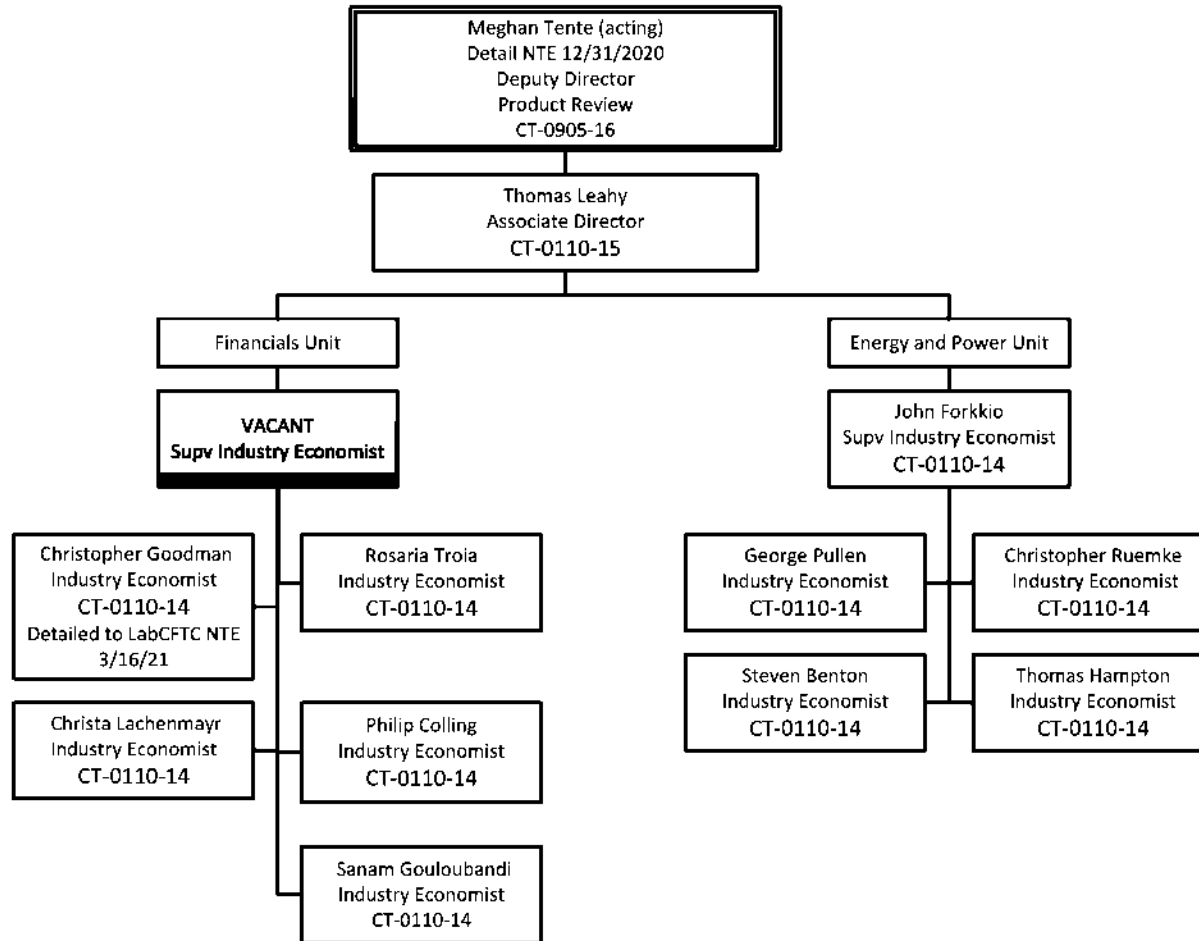 Meghan Tente (acting)
Detail NTE 12/31/2020
Deputy Director
Product Review
CT-0905-16
Thomas Leahy
Associate Director
CT-0110-15
Financials Unit
Energy and Power Unit
VACANT
Supv Industry Economist
John Forkkio
Supv Industry Economist
CT-0110-14
Christopher Goodman
Industry Economist
CT-0110-14
Detailed to LabCFTC NTE
3/16/21
Rosaria Troia
Industry Economist
CT-0110-14
George Pullen
Industry Economist
CT-0110-14
Christopher Ruemke
Industry Economist
CT-0110-14
Christa Lachenmayr
Industry Economist
CT-0110-14
Philip Colling
Industry Economist
CT-0110-14
Steven Benton
Industry Economist
CT-0110-14
Thomas Hampton
Industry Economist
CT-0110-14
Sanam Gouloubandi
Industry Economist
CT-0110-14